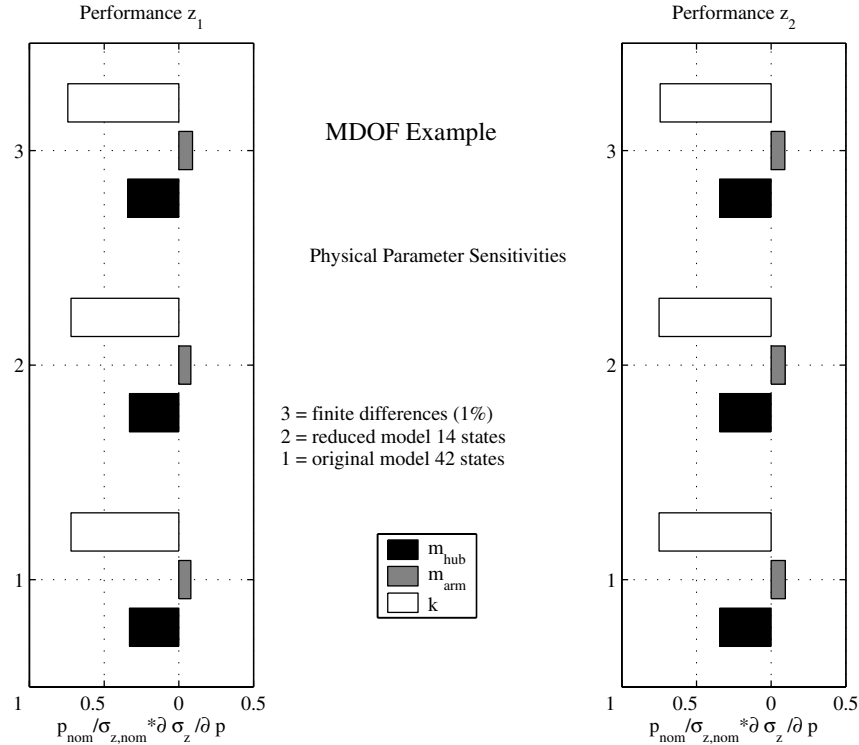 Performance z_1
3
2
1
1 0.5 0 0.5
p_nom/σ_z,nom*∂ σ_z /∂ p
MDOF Example
Physical Parameter Sensitivities
3 = finite differences (1%)
2 = reduced model 14 states
1 = original model 42 states
m_hub
m_arm
k
Performance z_2
3
2
1
1 0.5 0 0.5
p_nom/σ_z,nom*∂ σ_z /∂ p